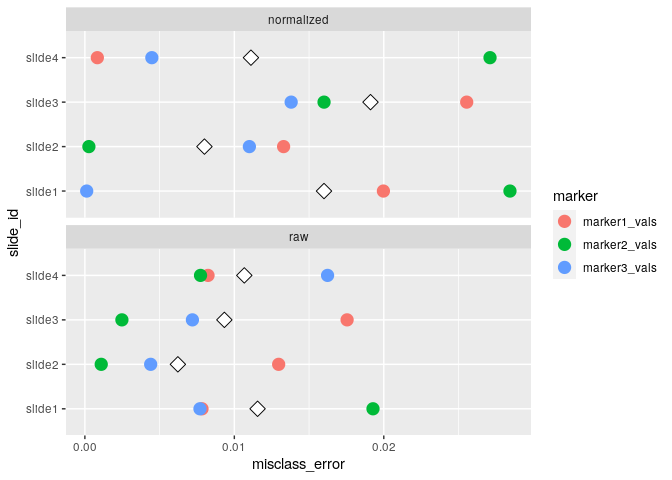 normalized
slide4
slide3
slide2
slide1
raw
slide4
slide3
slide2
slide1
0.00
0.01
0.02
misclass_error
slide_id
marker
marker1_vals
marker2_vals
marker3_vals